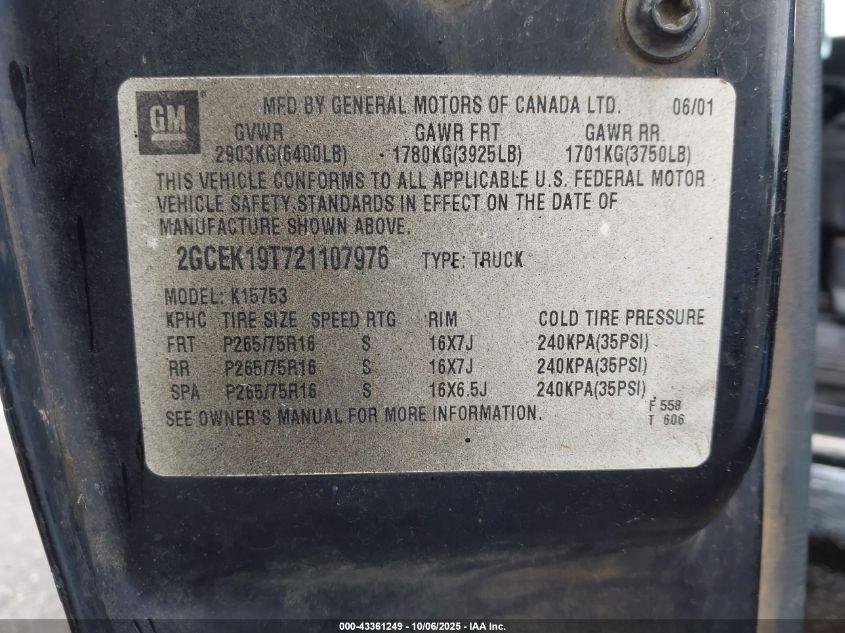 GM
MFD BY GENERAL MOTORS OF CANADA LTD. 06/01
GVWR GAWR FRT GAWR RR.
2903KG(6400LB) 1780KG(3925LB) 1701KG(3750LB)
THIS VEHICLE CONFORMS TO ALL APPLICABLE U.S. FEDERAL MOTOR
VEHICLE SAFETY STANDARDS IN EFFECT ON THE DATE OF
MANUFACTURE SHOWN ABOVE.
2GCEK19T721107976 TYPE: TRUCK
MODEL: K15753
KPHC TIRE SIZE SPEED RTG RIM COLD TIRE PRESSURE
FRT P265/75R16 S 16X7J 240KPA(35PSI)
RR P265/75R16 S 16X7J 240KPA(35PSI)
SPA P265/75R16 S 16X6.5J 240KPA(35PSI)
SEE OWNER'S MANUAL FOR MORE INFORMATION.
F 558
T 606
000-43361249 - 10/06/2025 - IAA Inc.